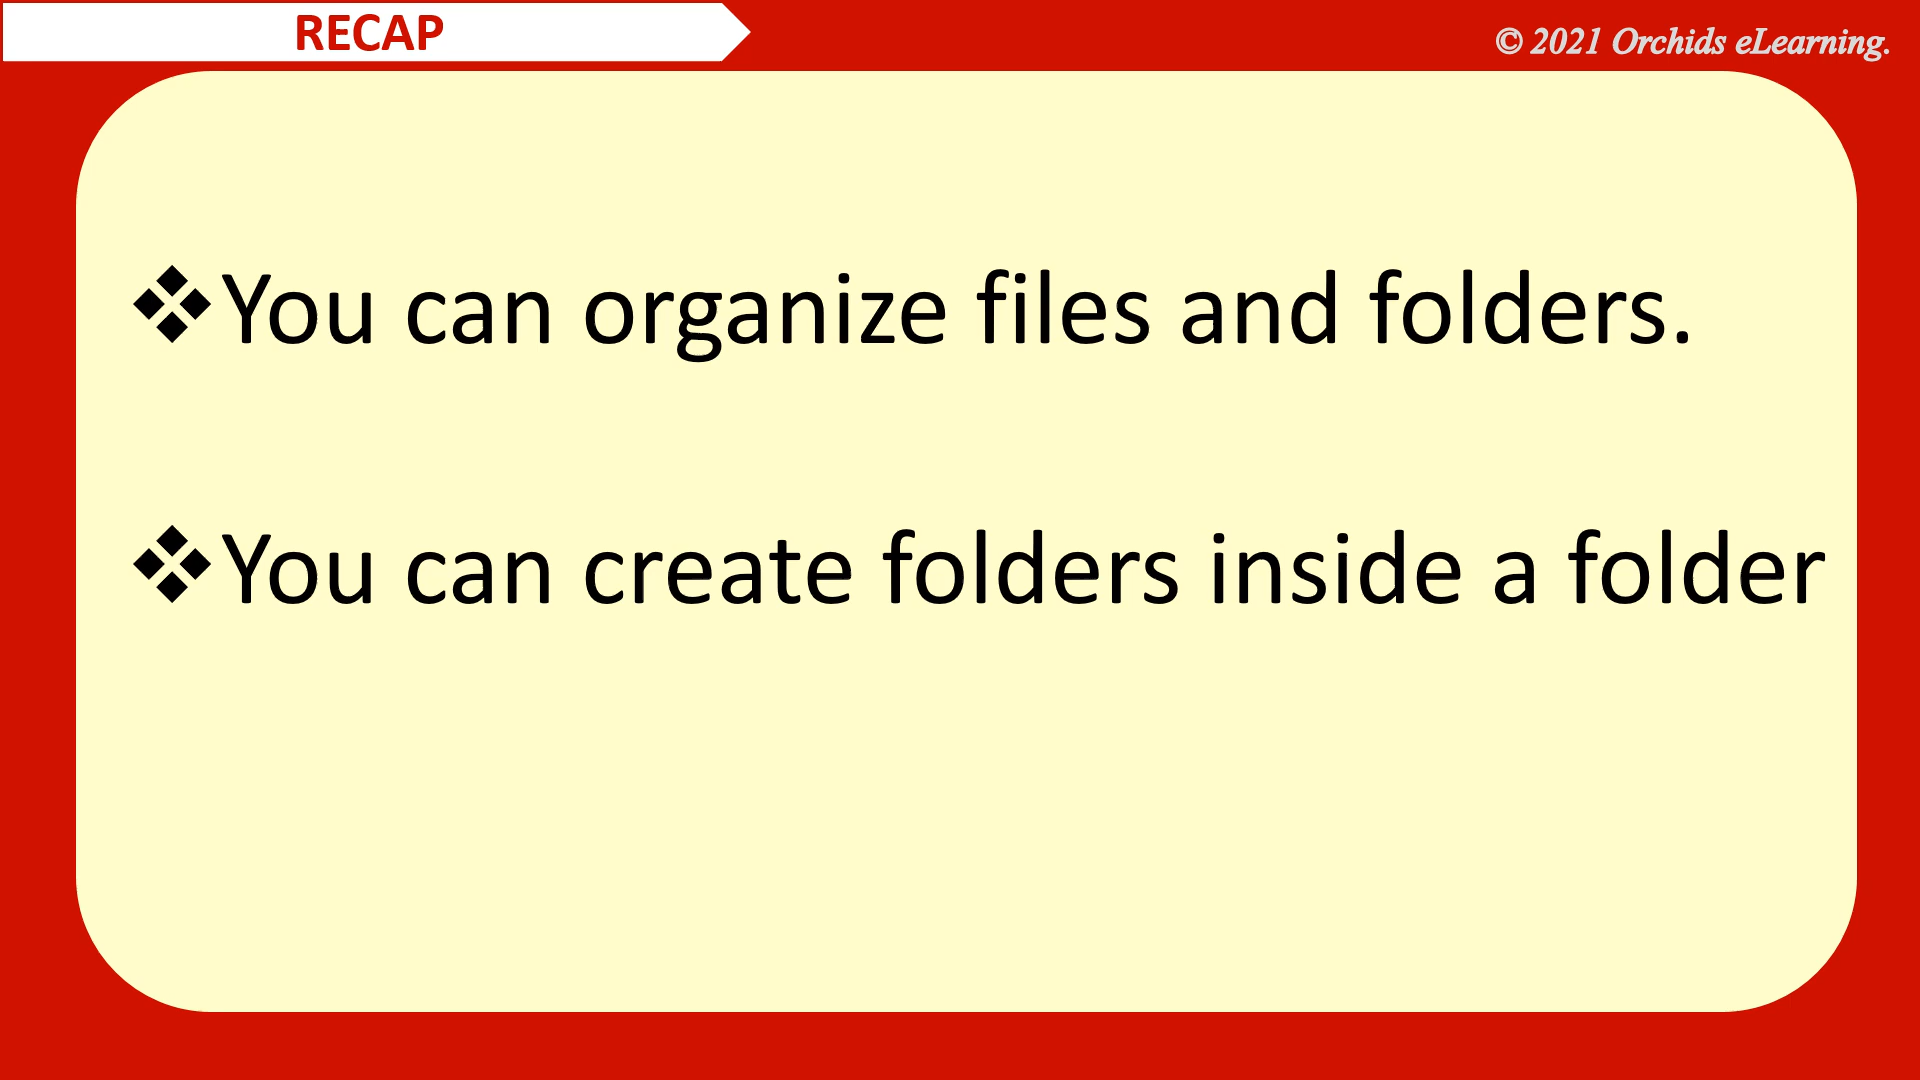 RECAP
© 2021 Orchids eLearning.
❖You can organize files and folders.
❖You can create folders inside a folder